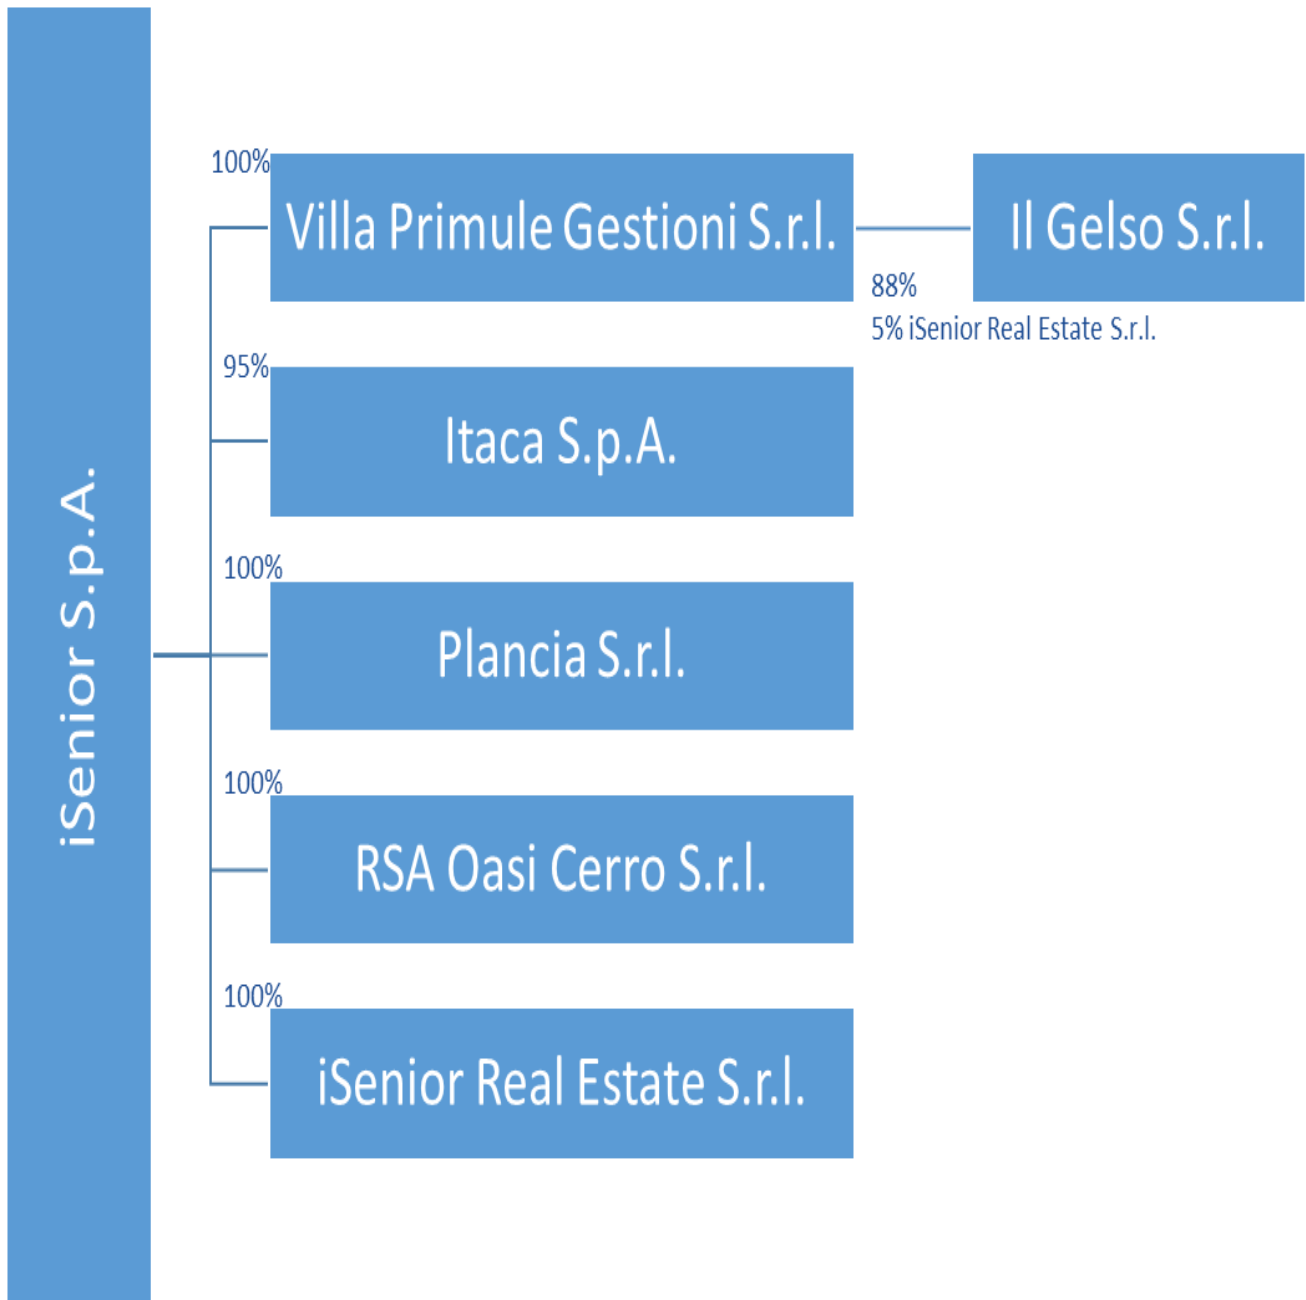 iSenior S.p.A.
100%
Villa Primule Gestioni S.r.l.
Il Gelso S.r.l.
88%
5% iSenior Real Estate S.r.l.
95%
Itaca S.p.A.
100%
Plancia S.r.l.
100%
RSA Oasi Cerro S.r.l.
100%
iSenior Real Estate S.r.l.